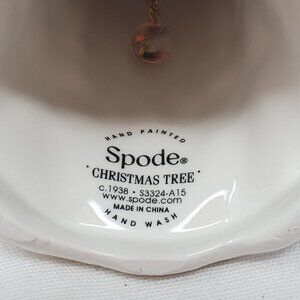 HAND PAINTED
Spode®
· CHRISTMAS TREE ·
c.1938 · S3324-A15
www.spode.com
MADE IN CHINA
HAND WASH